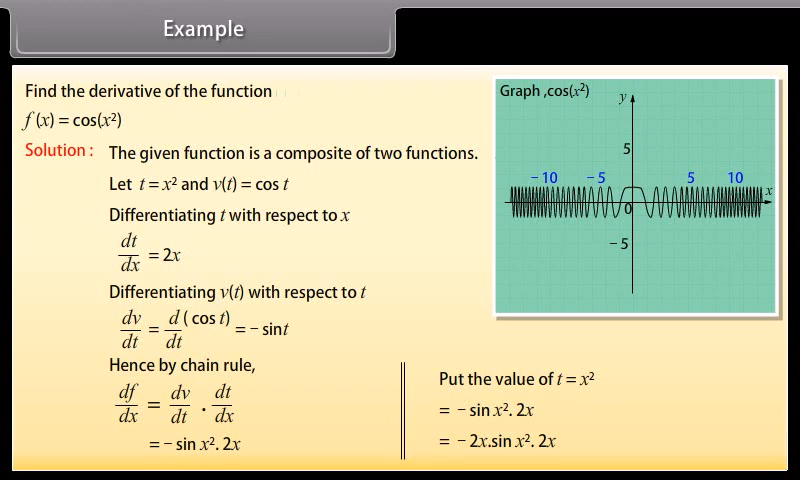 Example
Find the derivative of the function
f (x) = cos(x²)
Solution : The given function is a composite of two functions.
Let t = x² and v(t) = cos t
Differentiating t with respect to x
dt/dx = 2x
Differentiating v(t) with respect to t
dv/dt = d/dt ( cos t) = − sint
Hence by chain rule,
df/dx = dv/dt . dt/dx
= − sin x². 2x
Put the value of t = x²
= − sin x². 2x
= − 2x.sin x². 2x
Graph ,cos(x²)
y
5
− 10 − 5 5 10 x
0
− 5